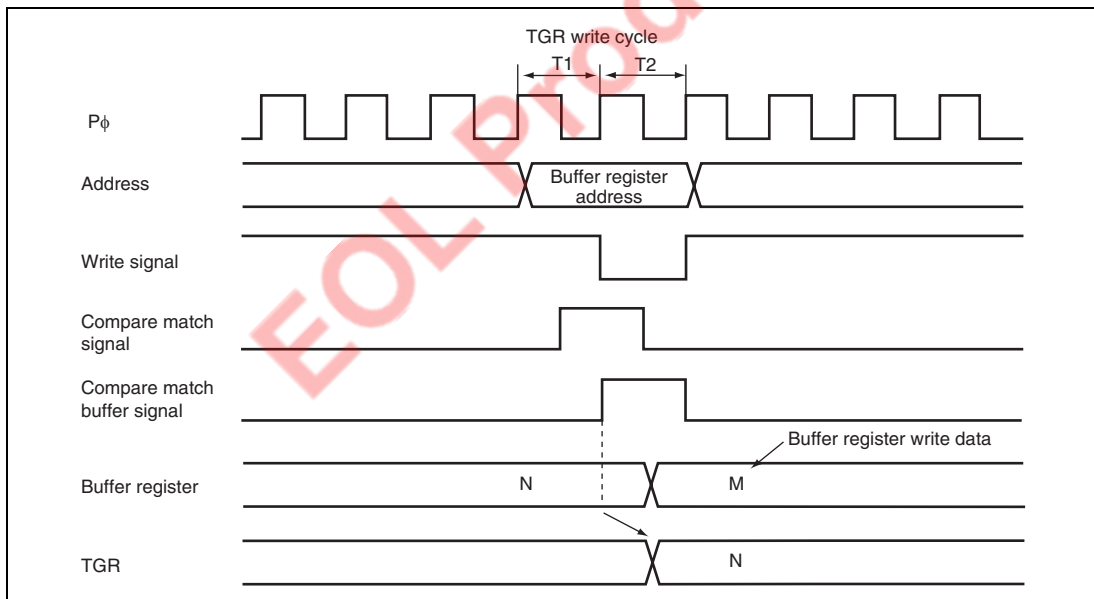 TGR write cycle
T1 T2
Pϕ
Address
Buffer register
address
Write signal
Compare match
signal
Compare match
buffer signal
Buffer register write data
Buffer register
N
M
TGR
N
EOL Prod